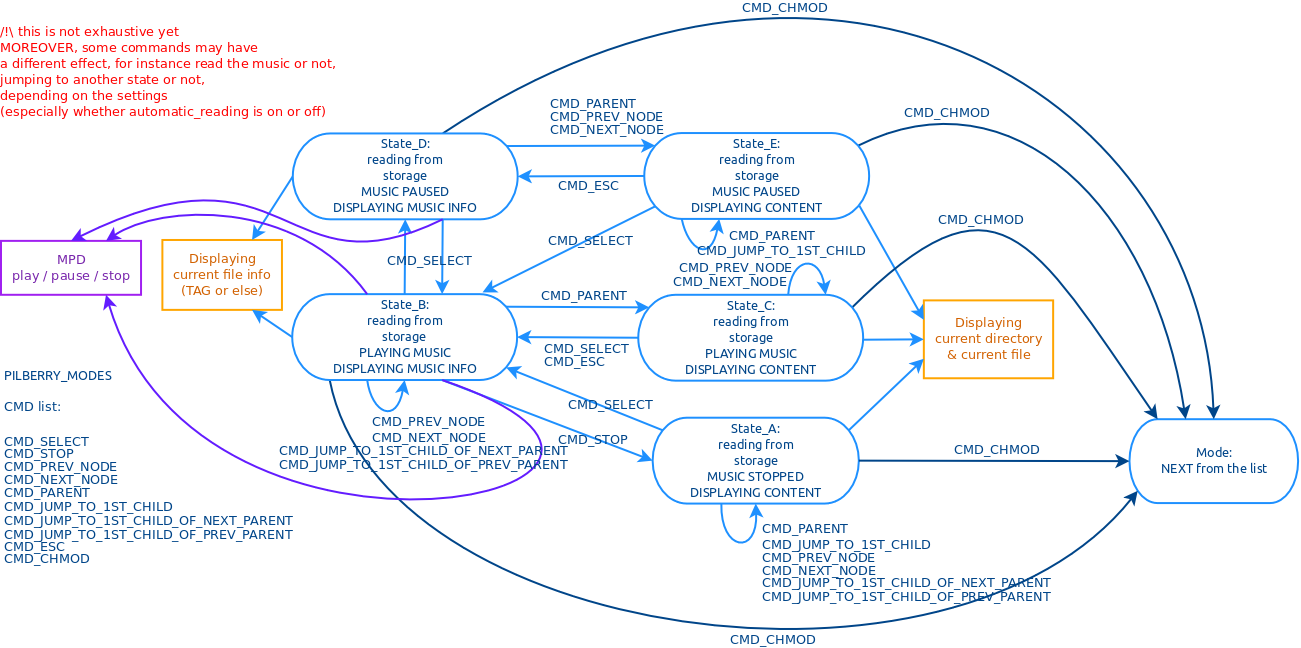 CMD_CHMOD
/!\ this is not exhaustive yet
MOREOVER, some commands may have
a different effect, for instance read the music or not,
jumping to another state or not,
depending on the settings
(especially whether automatic_reading is on or off)
CMD_PARENT
CMD_PREV_NODE
CMD_NEXT_NODE
CMD_CHMOD
State_D:
reading from
storage
MUSIC PAUSED
DISPLAYING MUSIC INFO
CMD_ESC
State_E:
reading from
storage
MUSIC PAUSED
DISPLAYING CONTENT
CMD_CHMOD
CMD_SELECT
CMD_PARENT
CMD_JUMP_TO_1ST_CHILD
MPD
play / pause / stop
Displaying
current file info
(TAG or else)
CMD_SELECT
CMD_PREV_NODE
CMD_NEXT_NODE
CMD_PARENT
State_B:
reading from
storage
PLAYING MUSIC
DISPLAYING MUSIC INFO
State_C:
reading from
storage
PLAYING MUSIC
DISPLAYING CONTENT
Displaying
current directory
& current file
CMD_SELECT
CMD_ESC
PILBERRY_MODES
CMD list:
CMD_SELECT
CMD_STOP
CMD_PREV_NODE
CMD_NEXT_NODE
CMD_PARENT
CMD_JUMP_TO_1ST_CHILD
CMD_JUMP_TO_1ST_CHILD_OF_NEXT_PARENT
CMD_JUMP_TO_1ST_CHILD_OF_PREV_PARENT
CMD_ESC
CMD_CHMOD
CMD_PREV_NODE
CMD_NEXT_NODE
CMD_JUMP_TO_1ST_CHILD_OF_NEXT_PARENT
CMD_JUMP_TO_1ST_CHILD_OF_PREV_PARENT
CMD_SELECT
CMD_STOP
State_A:
reading from
storage
MUSIC STOPPED
DISPLAYING CONTENT
CMD_CHMOD
Mode:
NEXT from the list
CMD_PARENT
CMD_JUMP_TO_1ST_CHILD
CMD_PREV_NODE
CMD_NEXT_NODE
CMD_JUMP_TO_1ST_CHILD_OF_NEXT_PARENT
CMD_JUMP_TO_1ST_CHILD_OF_PREV_PARENT
CMD_CHMOD